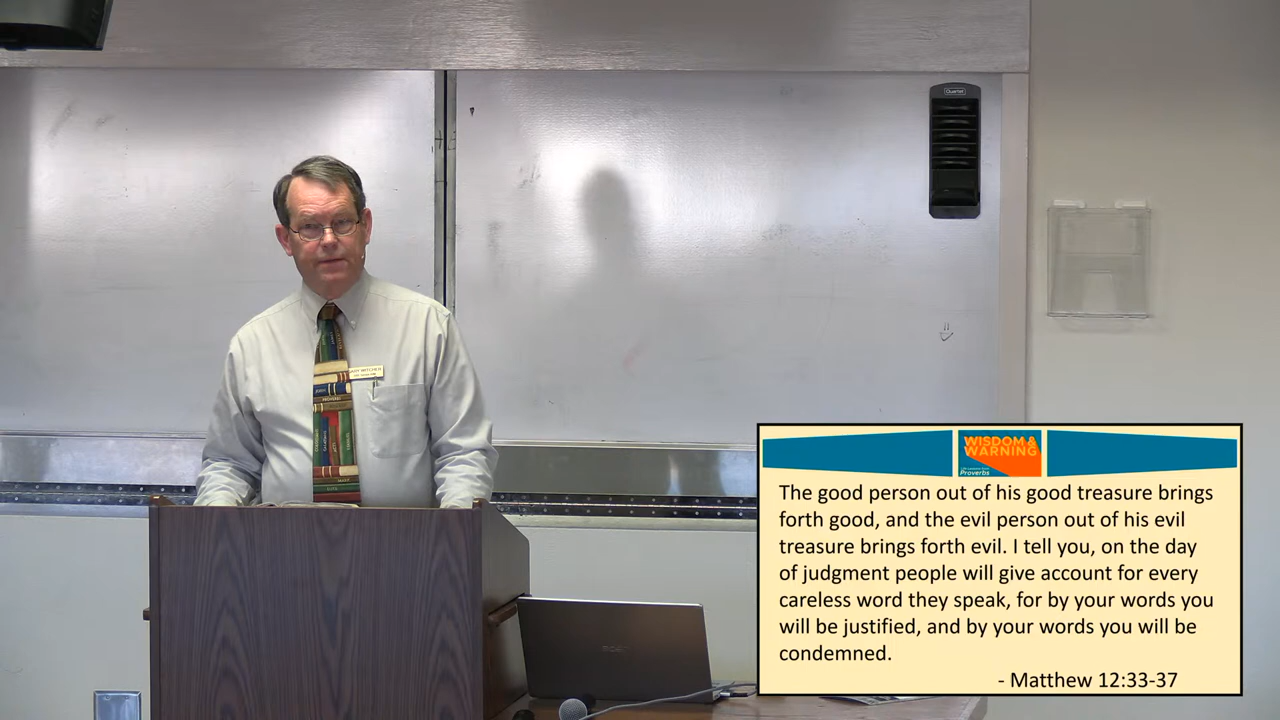 Quartet
WISDOM &
WARNING
Proverbs
The good person out of his good treasure brings
forth good, and the evil person out of his evil
treasure brings forth evil. I tell you, on the day
of judgment people will give account for every
careless word they speak, for by your words you
will be justified, and by your words you will be
condemned.
- Matthew 12:33-37